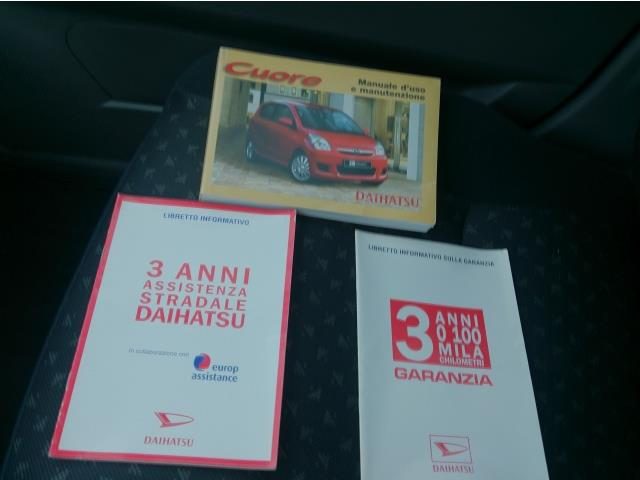 Cuore
Manuale d'uso
e manutenzione
DAIHATSU
LIBRETTO INFORMATIVO
3 ANNI
ASSISTENZA
STRADALE
DAIHATSU
In collaborazione con
europ
assistance
DAIHATSU
LIBRETTO INFORMATIVO SULLA GARANZIA
3 ANNI
O 100
MILA
CHILOMETRI
GARANZIA
DAIHATSU